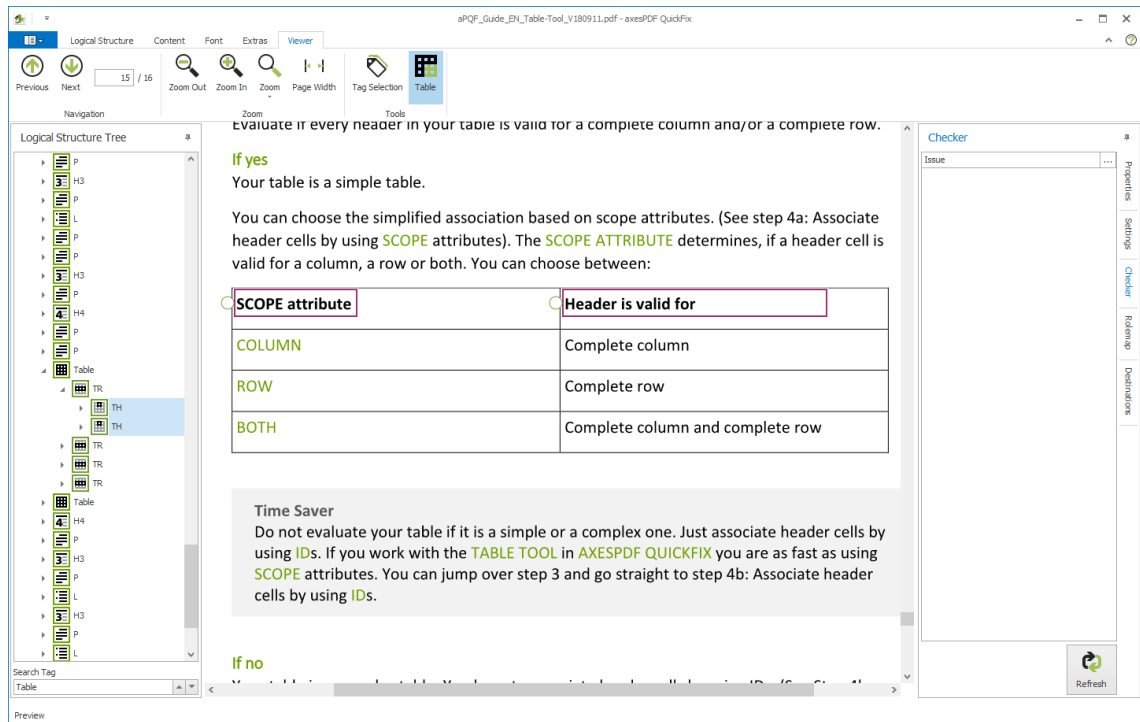 aPQF_Guide_EN_Table-Tool_V180911.pdf - axesPDF QuickFix
Logical Structure Content Font Extras Viewer
Previous Next 15 / 16 Zoom Out Zoom In Zoom Page Width Tag Selection Table
Navigation Zoom Tools
Logical Structure Tree
P
H3
P
L
P
P
H3
P
H4
P
P
Table
TR
TH
TH
TR
TR
TR
Table
H4
P
H3
P
L
H3
P
L
Search Tag
Table
Preview
Evaluate if every header in your table is valid for a complete column and/or a complete row.
If yes
Your table is a simple table.
You can choose the simplified association based on scope attributes. (See step 4a: Associate
header cells by using SCOPE attributes). The SCOPE ATTRIBUTE determines, if a header cell is
valid for a column, a row or both. You can choose between:
SCOPE attribute Header is valid for
COLUMN Complete column
ROW Complete row
BOTH Complete column and complete row
Time Saver
Do not evaluate your table if it is a simple or a complex one. Just associate header cells by
using IDs. If you work with the TABLE TOOL in AXESPDF QUICKFIX you are as fast as using
SCOPE attributes. You can jump over step 3 and go straight to step 4b: Associate header
cells by using IDs.
If no
Checker
Issue ...
Refresh
Properties
Settings
Checker
Rolemap
Destinations